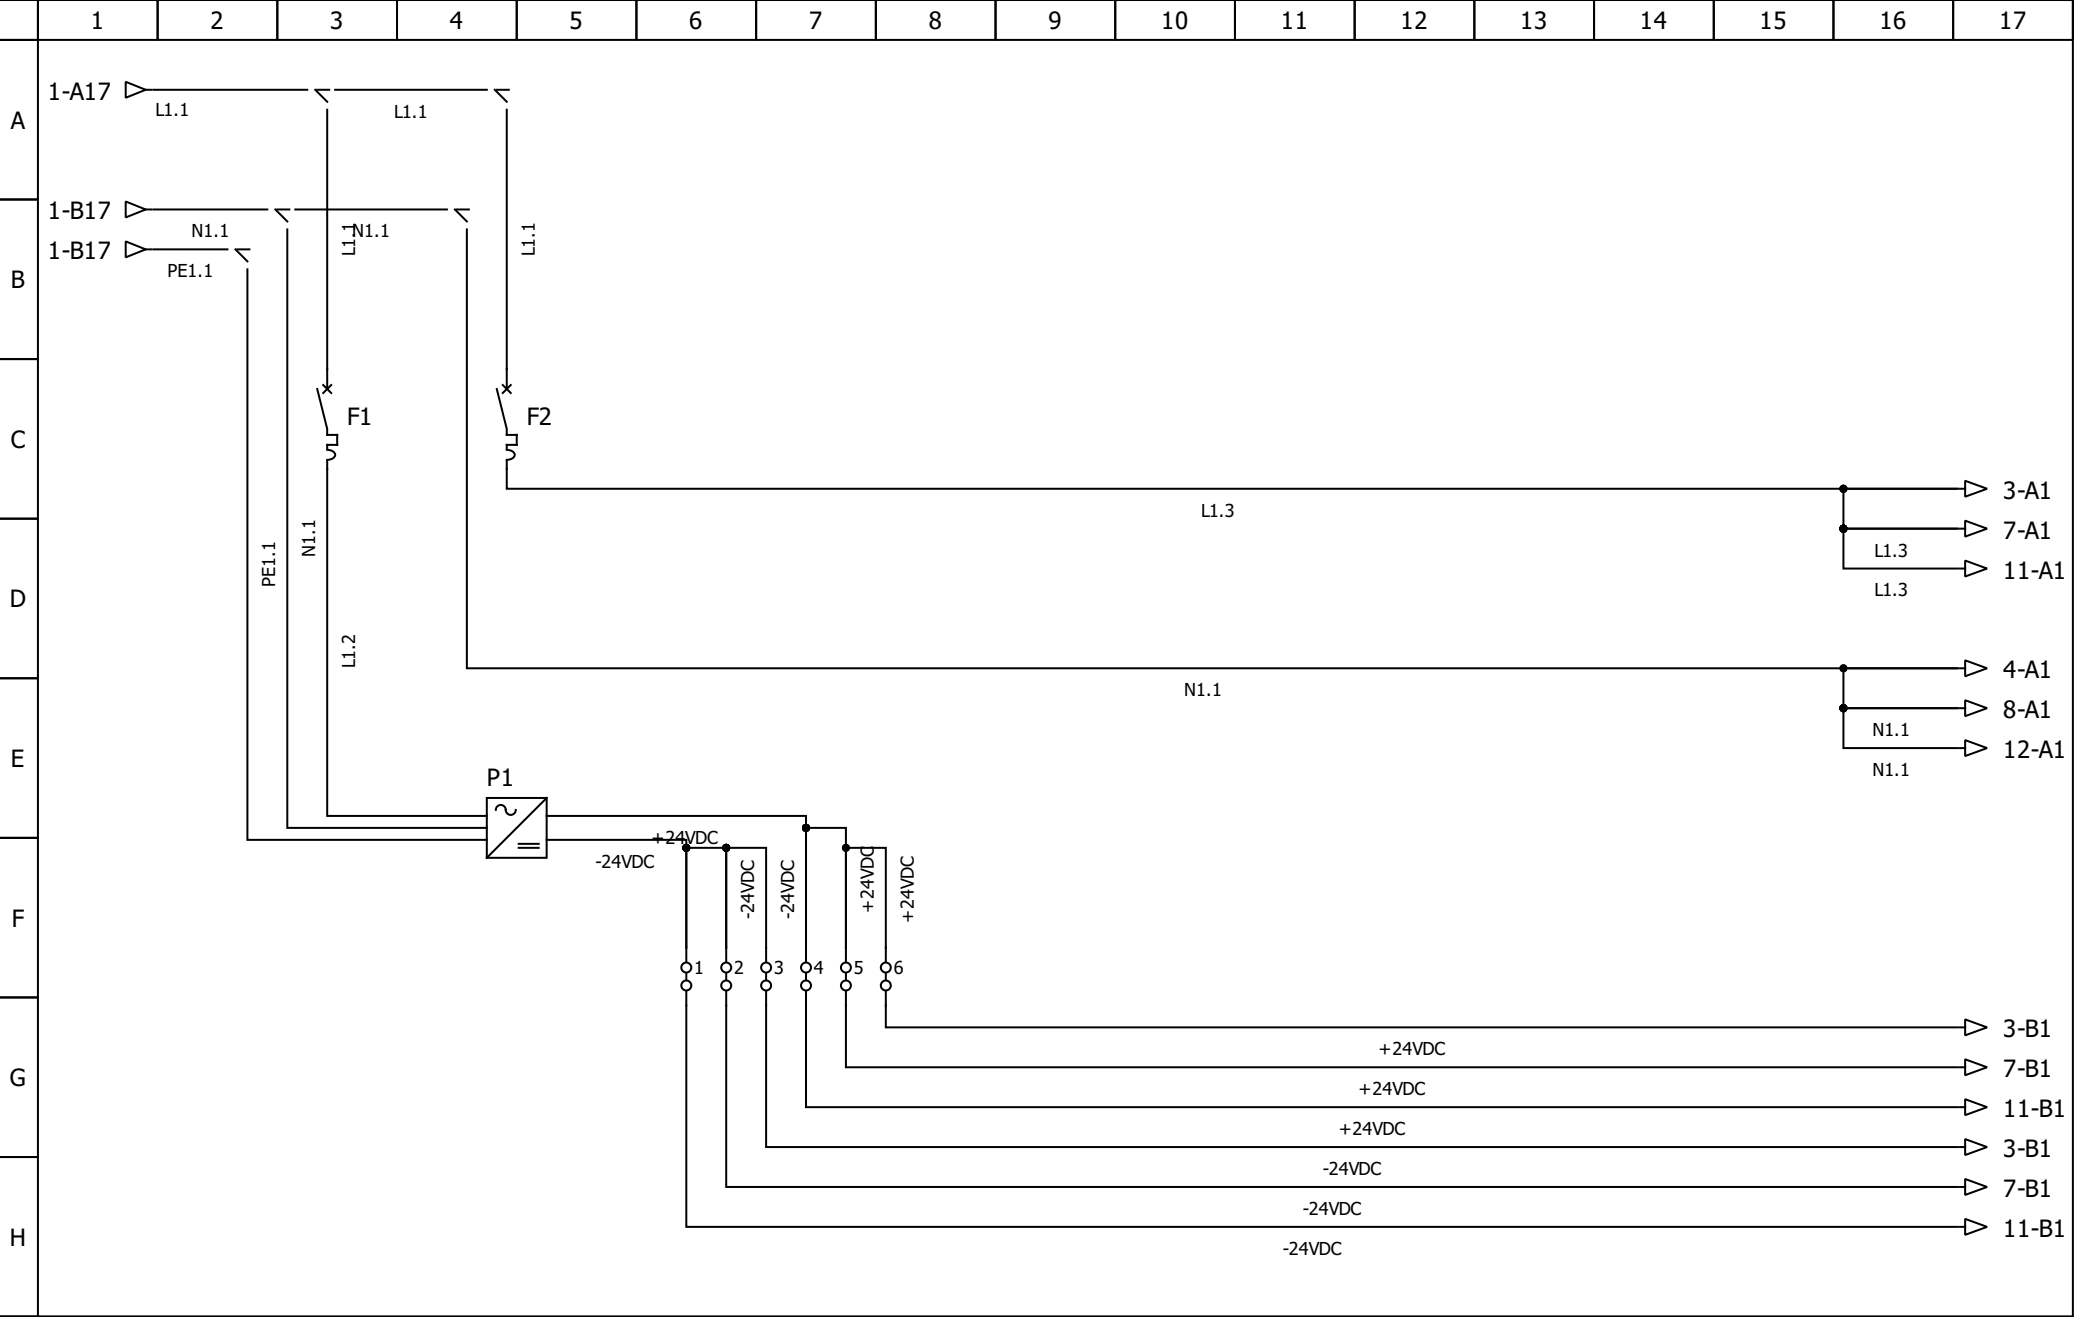 1 2 3 4 5 6 7 8 9 10 11 12 13 14 15 16 17
A
1-A17
L1.1
L1.1
1-B17
N1.1
L1.1
N1.1
L1.1
1-B17
PE1.1
B
F1
F2
C
3-A1
L1.3
7-A1
PE1.1
N1.1
L1.3
11-A1
L1.3
D
L1.2
4-A1
N1.1
8-A1
N1.1
12-A1
N1.1
E
P1
+24VDC
-24VDC
-24VDC
-24VDC
+24VDC
+24VDC
F
1 2 3 4 5 6
3-B1
+24VDC
G
7-B1
+24VDC
11-B1
+24VDC
3-B1
-24VDC
7-B1
-24VDC
H
11-B1
-24VDC